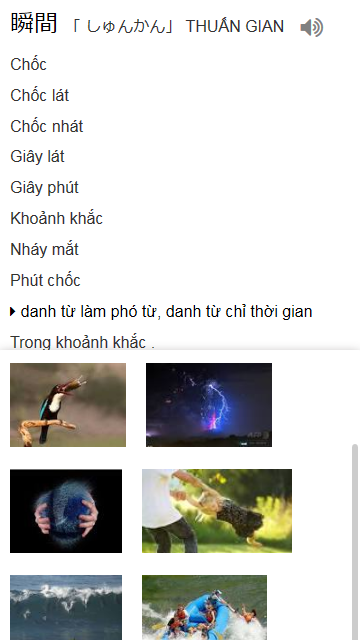 瞬間 「 しゅんかん」 THUẤN GIAN
Chốc
Chốc lát
Chốc nhát
Giây lát
Giây phút
Khoảnh khắc
Nháy mắt
Phút chốc
danh từ làm phó từ, danh từ chỉ thời gian
Trong khoảnh khắc .